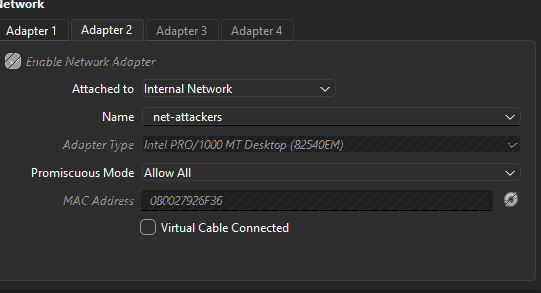 Network
Adapter 1 Adapter 2 Adapter 3 Adapter 4
Enable Network Adapter
Attached to Internal Network
Name net-attackers
Adapter Type Intel PRO/1000 MT Desktop (82540EM)
Promiscuous Mode Allow All
MAC Address 080027926F36
Virtual Cable Connected